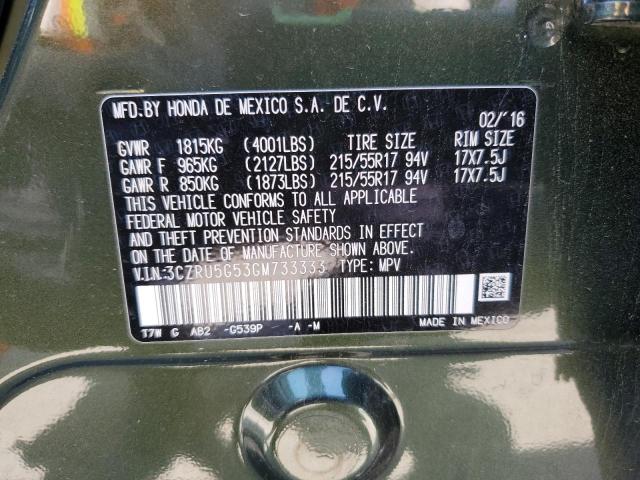 MFD.BY HONDA DE MEXICO S.A. DE C.V.
02/'16
GVWR 1815KG (4001LBS) TIRE SIZE RIM SIZE
GAWR F 965KG (2127LBS) 215/55R17 94V 17X7.5J
GAWR R 850KG (1873LBS) 215/55R17 94V 17X7.5J
THIS VEHICLE CONFORMS TO ALL APPLICABLE
FEDERAL MOTOR VEHICLE SAFETY
AND THEFT PREVENTION STANDARDS IN EFFECT
ON THE DATE OF MANUFACTURE SHOWN ABOVE.
V.I.N:3CZRU5G53GM733333 TYPE: MPV
T7W G AB2 -G539P -A -M MADE IN MEXICO